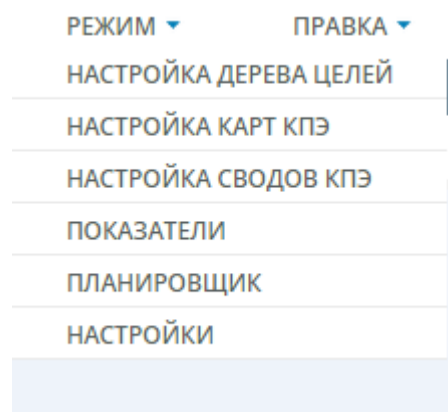 РЕЖИМ ПРАВКА
НАСТРОЙКА ДЕРЕВА ЦЕЛЕЙ
НАСТРОЙКА КАРТ КПЭ
НАСТРОЙКА СВОДОВ КПЭ
ПОКАЗАТЕЛИ
ПЛАНИРОВЩИК
НАСТРОЙКИ